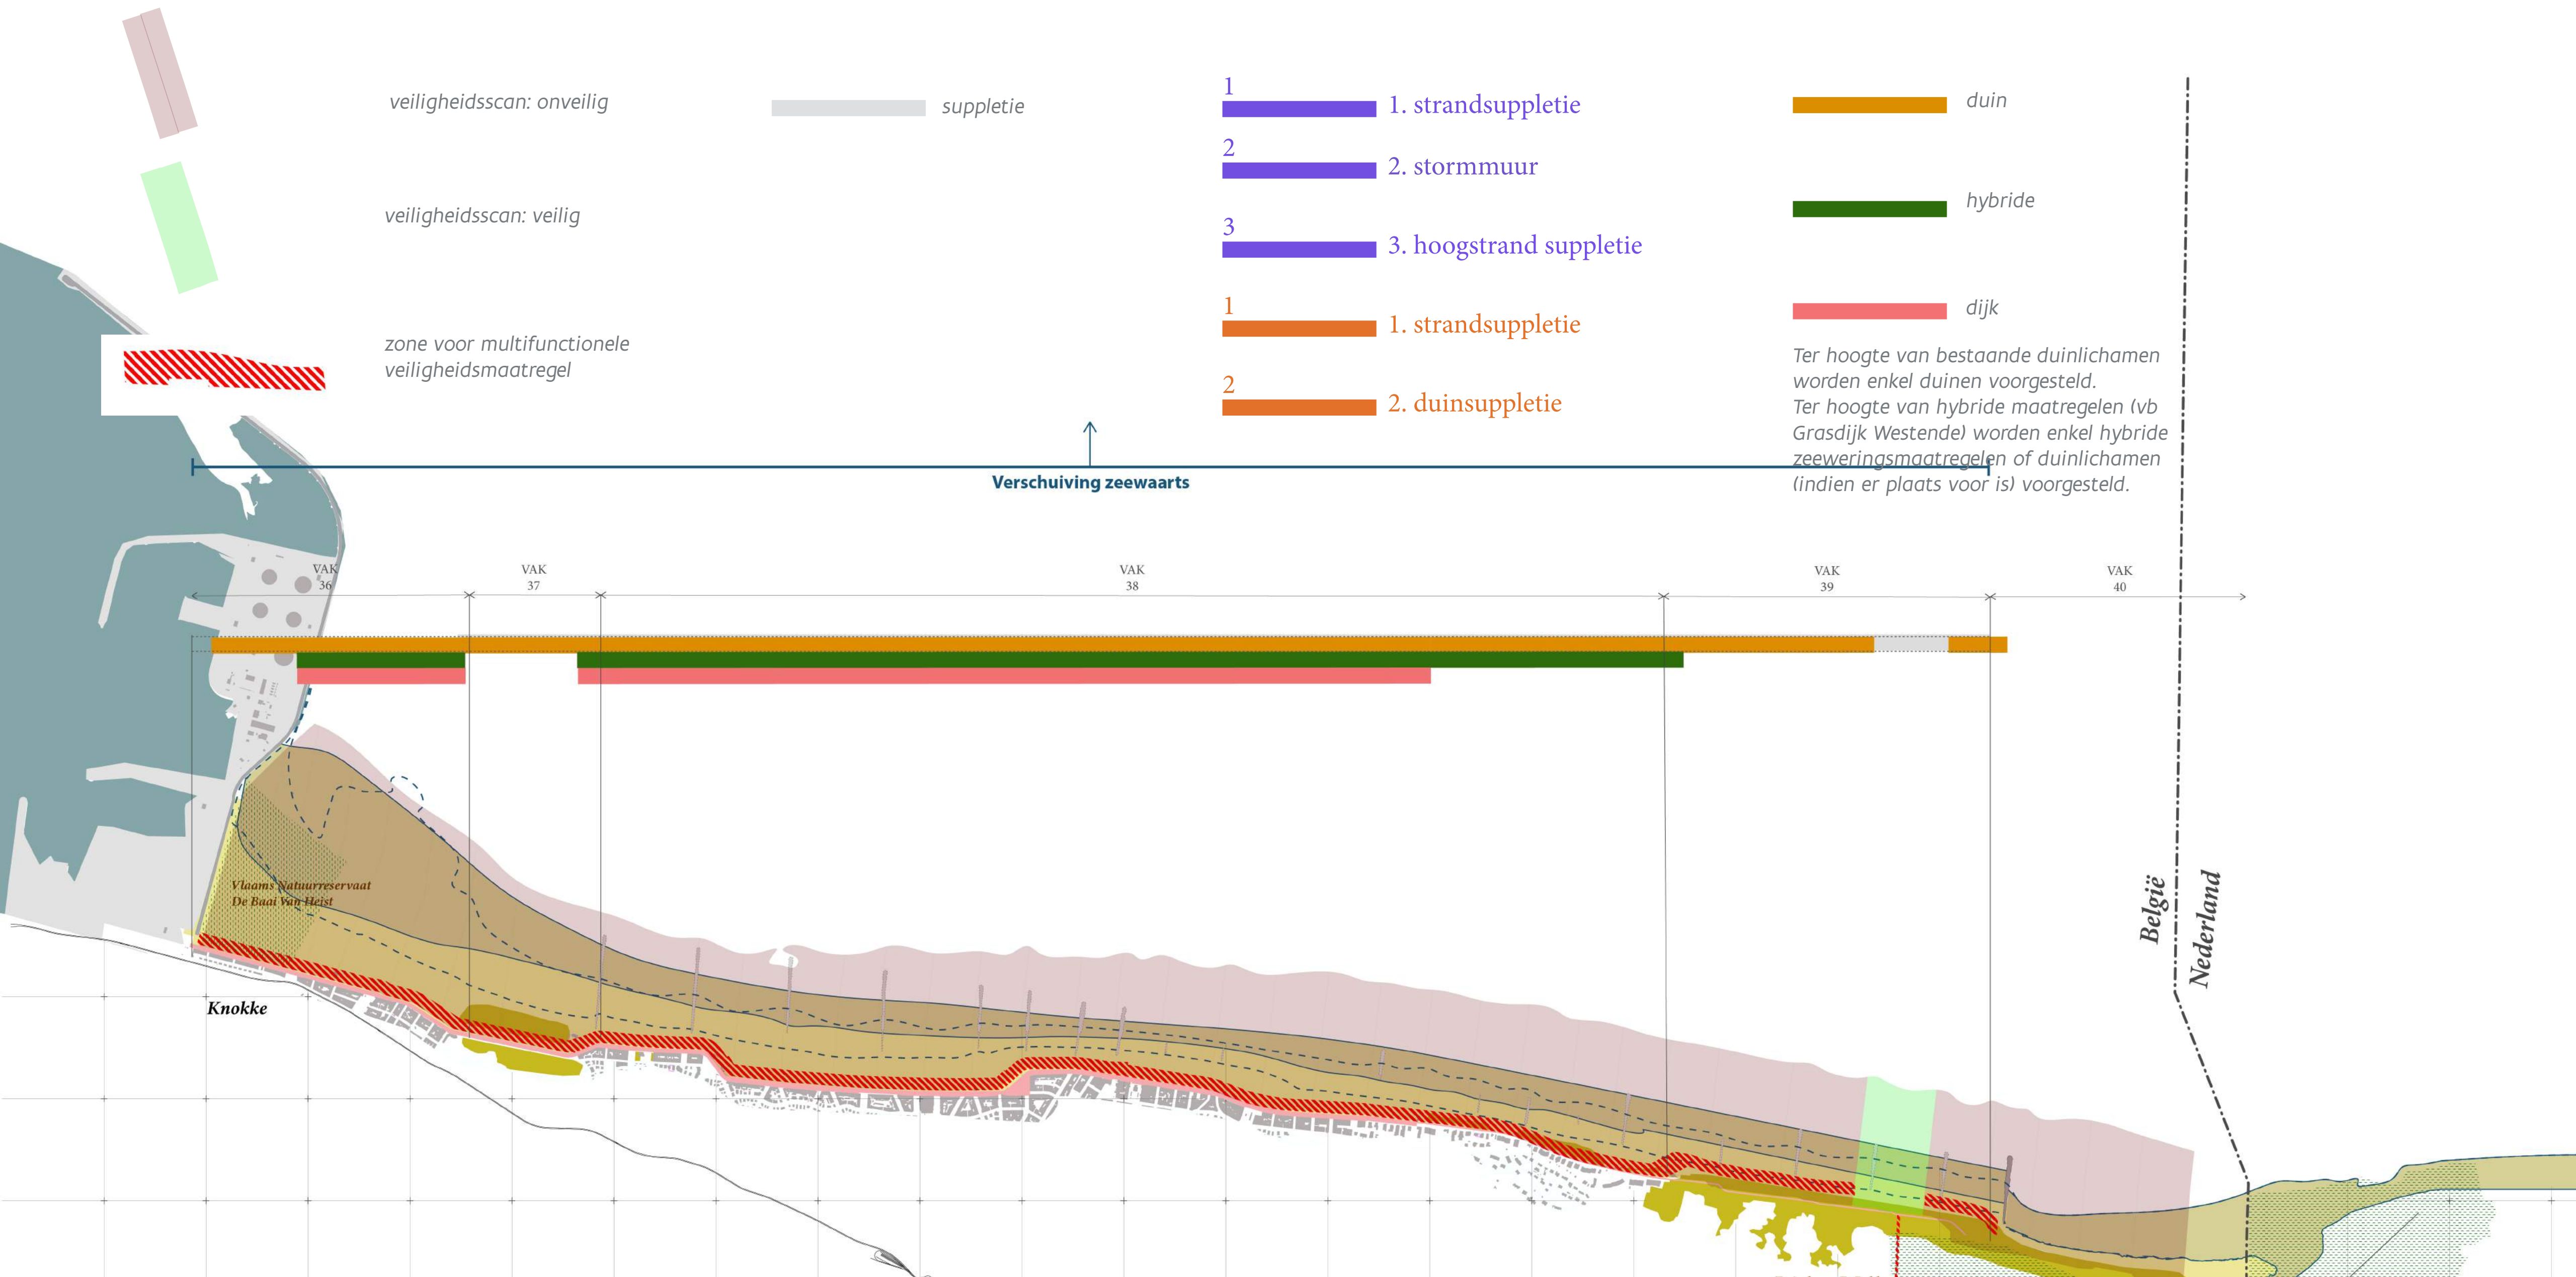 veiligheidsscan: onveilig
veiligheidsscan: veilig
zone voor multifunctionele
veiligheidsmaatregel
suppletie
1
1. strandsuppletie
2
2. stormmuur
3
3. hoogstrand suppletie
1
1. strandsuppletie
2
2. duinsuppletie
duin
hybride
dijk
Ter hoogte van bestaande duinlichamen
worden enkel duinen voorgesteld.
Ter hoogte van hybride maatregelen (vb
Grasdijk Westende) worden enkel hybride
zeeweringsmaatregelen of duinlichamen
(indien er plaats voor is) voorgesteld.
Verschuiving zeewaarts
VAK
36
VAK
37
VAK
38
VAK
39
VAK
40
België
Nederland
Vlaams Natuurreservaat
De Baai Van Heist
Knokke